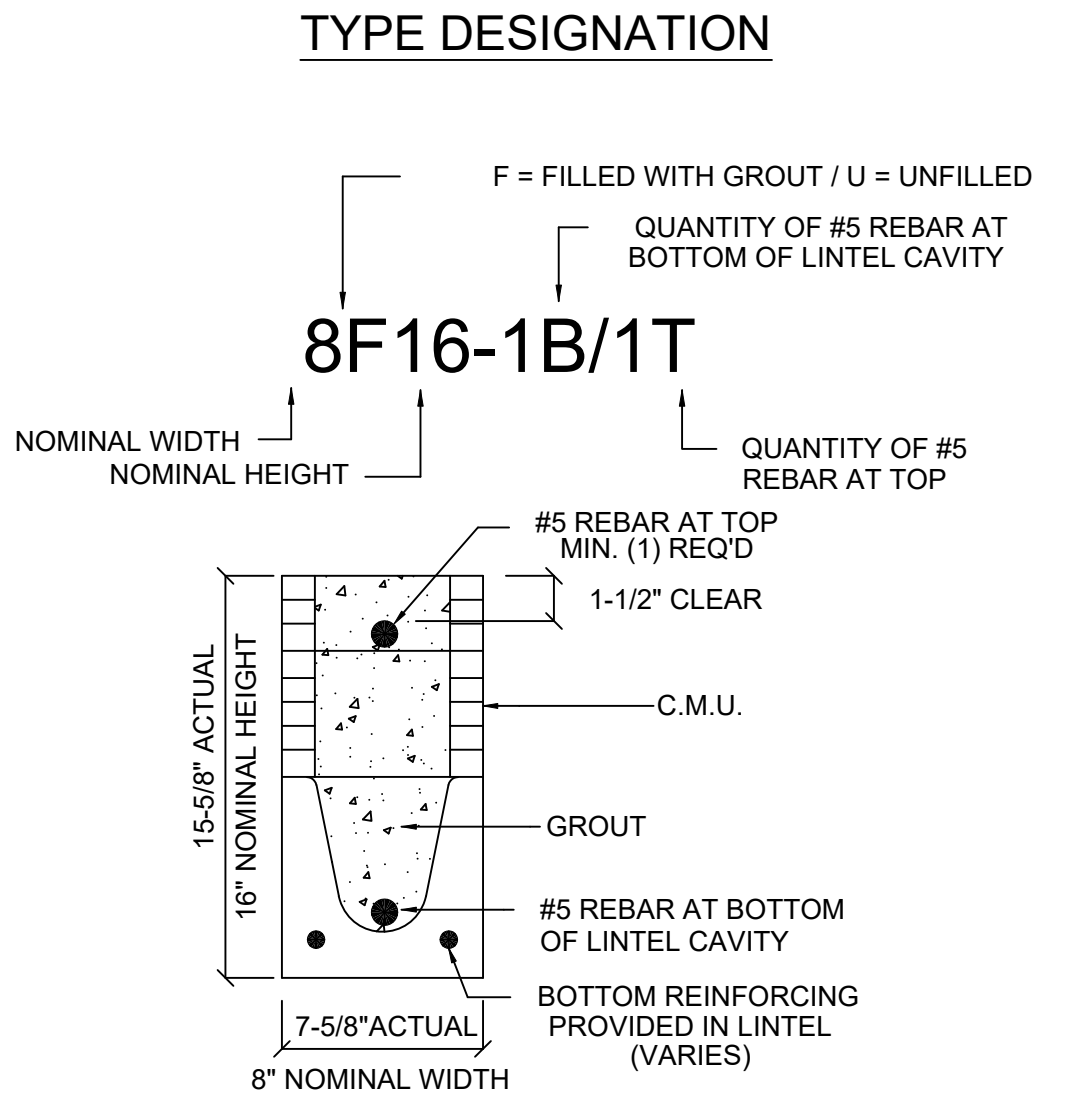 TYPE DESIGNATION
F = FILLED WITH GROUT / U = UNFILLED
QUANTITY OF #5 REBAR AT
BOTTOM OF LINTEL CAVITY
8F16-1B/1T
NOMINAL WIDTH
NOMINAL HEIGHT
QUANTITY OF #5
REBAR AT TOP
#5 REBAR AT TOP
MIN. (1) REQ'D
1-1/2" CLEAR
15-5/8" ACTUAL
16" NOMINAL HEIGHT
C.M.U.
GROUT
#5 REBAR AT BOTTOM
OF LINTEL CAVITY
BOTTOM REINFORCING
PROVIDED IN LINTEL
(VARIES)
7-5/8"ACTUAL
8" NOMINAL WIDTH